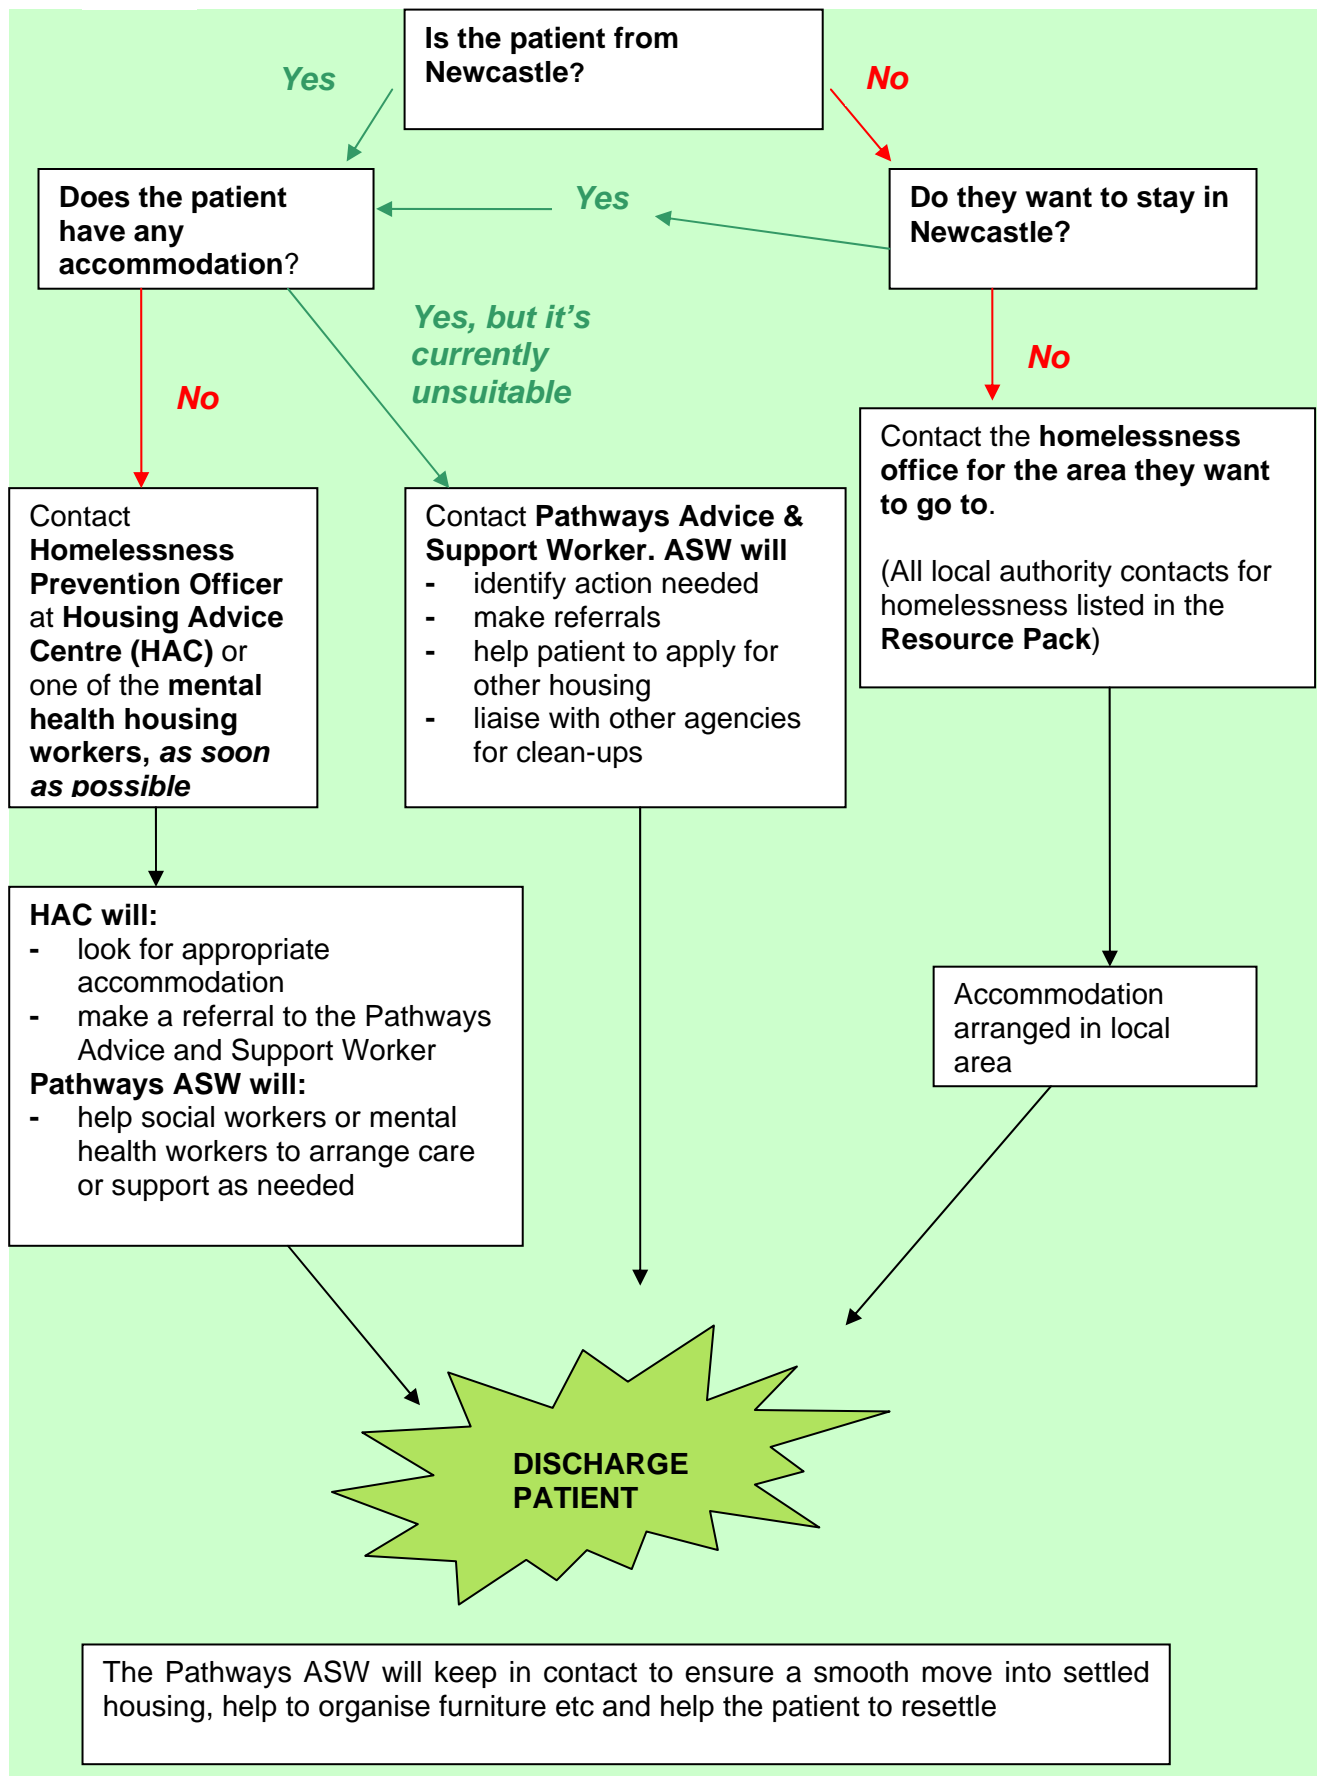 Is the patient from
Newcastle?
Yes
No
Does the patient
have any
accommodation?
Yes
Do they want to stay in
Newcastle?
Yes, but it's
currently
unsuitable
No
No
Contact
Homelessness
Prevention Officer
at Housing Advice
Centre (HAC) or
one of the mental
health housing
workers, as soon
as possible
Contact Pathways Advice &
Support Worker. ASW will
- identify action needed
- make referrals
- help patient to apply for
other housing
- liaise with other agencies
for clean-ups
Contact the homelessness
office for the area they want
to go to.
(All local authority contacts for
homelessness listed in the
Resource Pack)
HAC will:
- look for appropriate
accommodation
- make a referral to the Pathways
Advice and Support Worker
Pathways ASW will:
- help social workers or mental
health workers to arrange care
or support as needed
Accommodation
arranged in local
area
DISCHARGE
PATIENT
The Pathways ASW will keep in contact to ensure a smooth move into settled
housing, help to organise furniture etc and help the patient to resettle